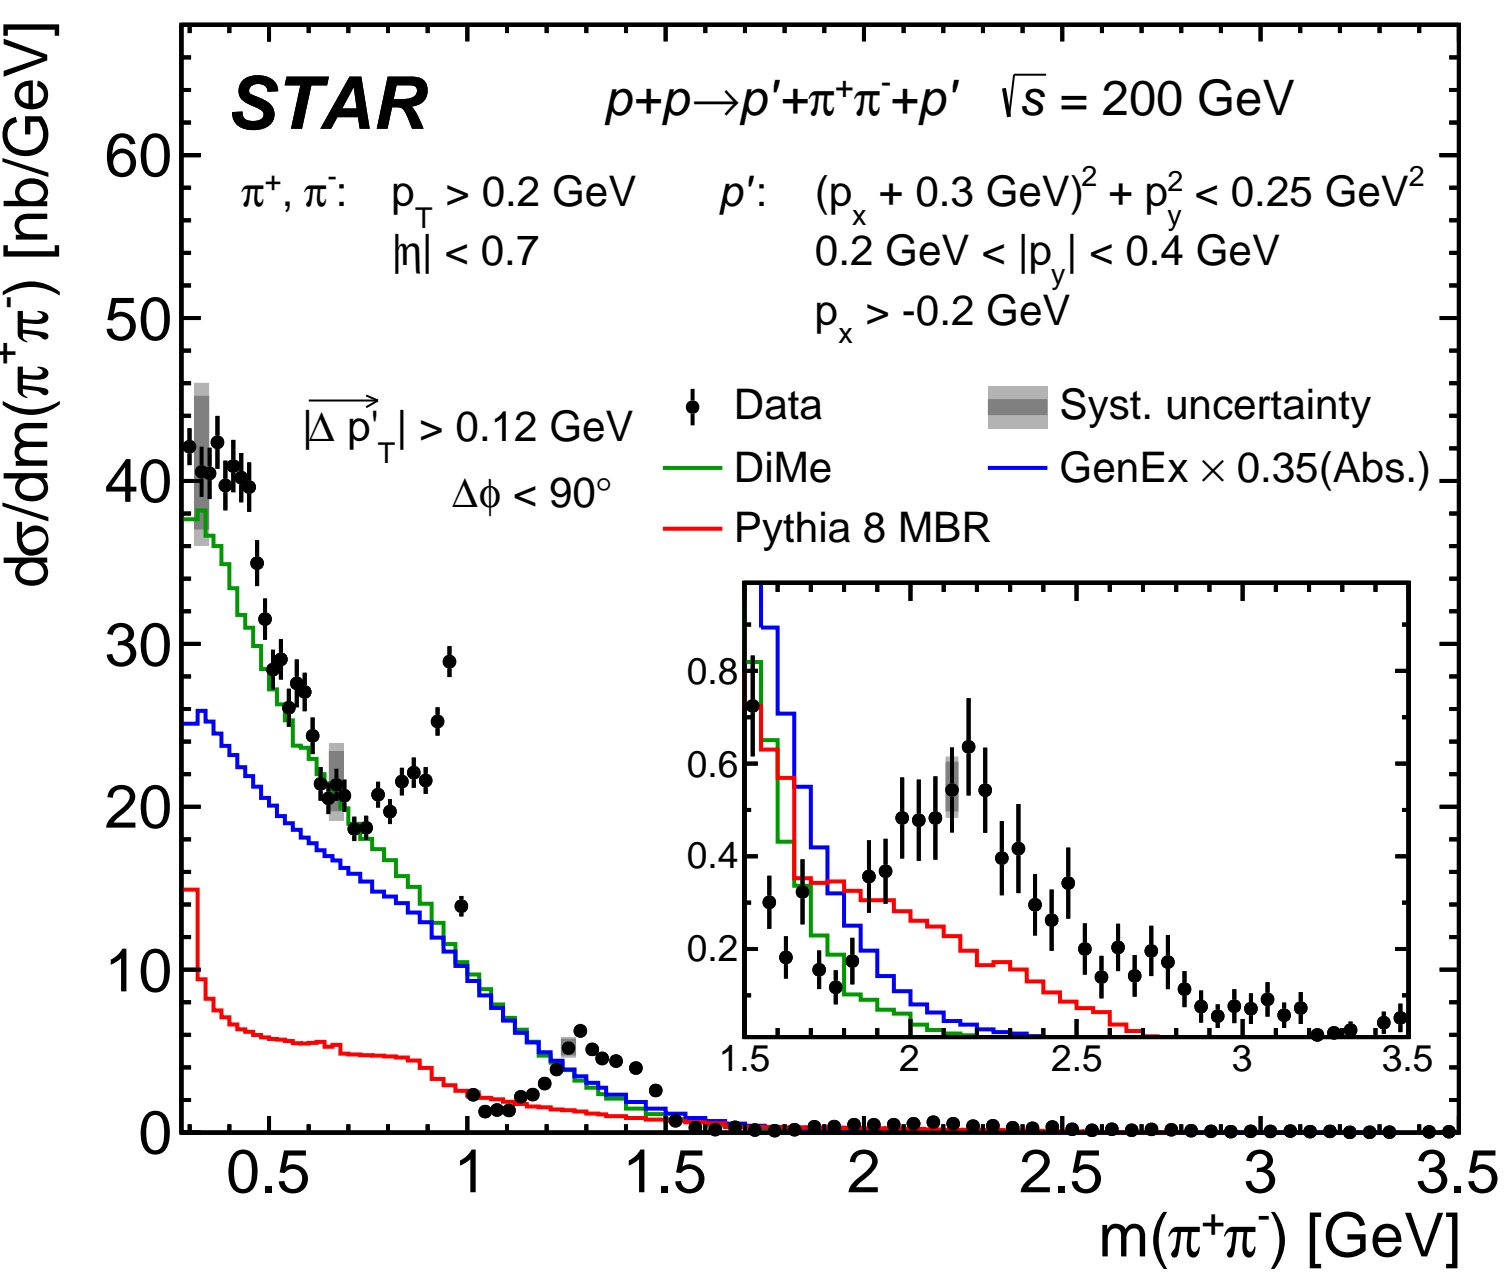 STAR p+p→p′+π⁺π⁻+p′ √s = 200 GeV
π⁺, π⁻: p_T > 0.2 GeV p′: (p_x + 0.3 GeV)² + p_y² < 0.25 GeV²
|η| < 0.7 0.2 GeV < |p_y| < 0.4 GeV
p_x > -0.2 GeV
|Δ p⃗'_T| > 0.12 GeV
Δϕ < 90°
Data Syst. uncertainty
DiMe GenEx × 0.35(Abs.)
Pythia 8 MBR
dσ/dm(π⁺π⁻) [nb/GeV]
60
50
40
30
20
10
0
0.5 1 1.5 2 2.5 3 3.5
m(π⁺π⁻) [GeV]
0.8
0.6
0.4
0.2
1.5 2 2.5 3 3.5